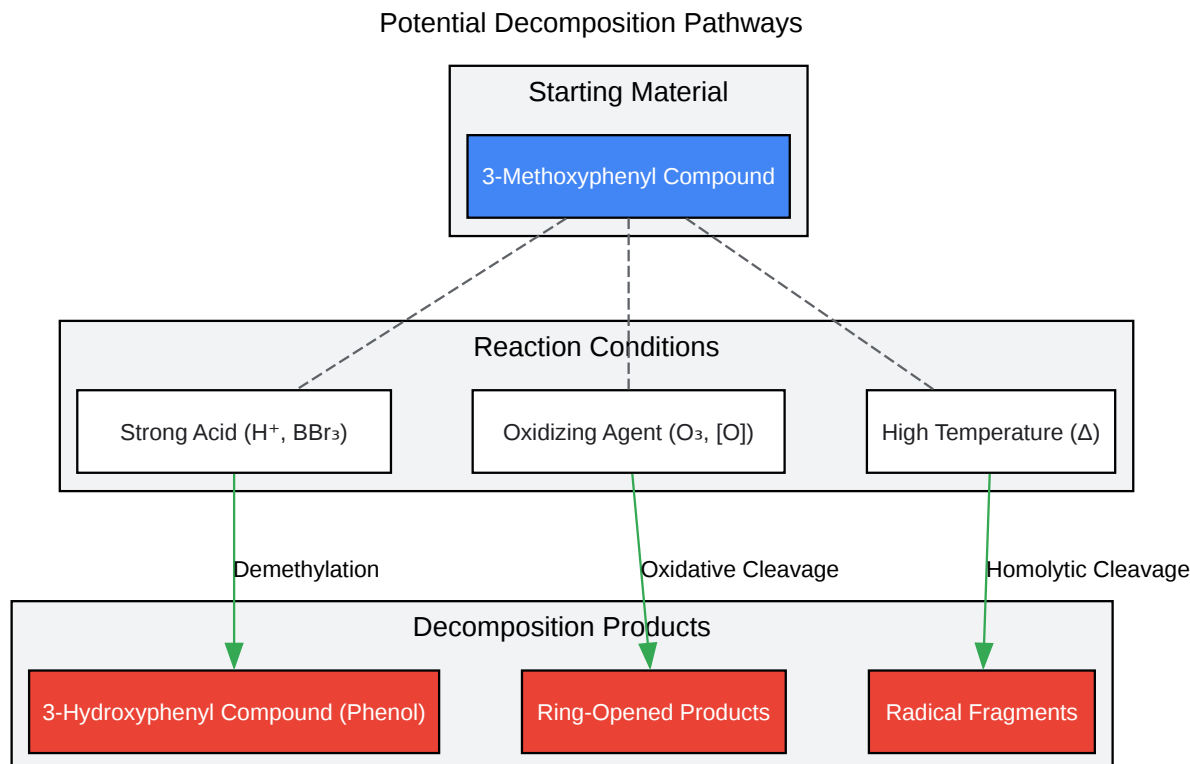 Potential Decomposition Pathways
Starting Material
3-Methoxyphenyl Compound
Reaction Conditions
Strong Acid (H⁺, BBr₃)
Oxidizing Agent (O₃, [O])
High Temperature (Δ)
Demethylation
Oxidative Cleavage
Homolytic Cleavage
Decomposition Products
3-Hydroxyphenyl Compound (Phenol)
Ring-Opened Products
Radical Fragments